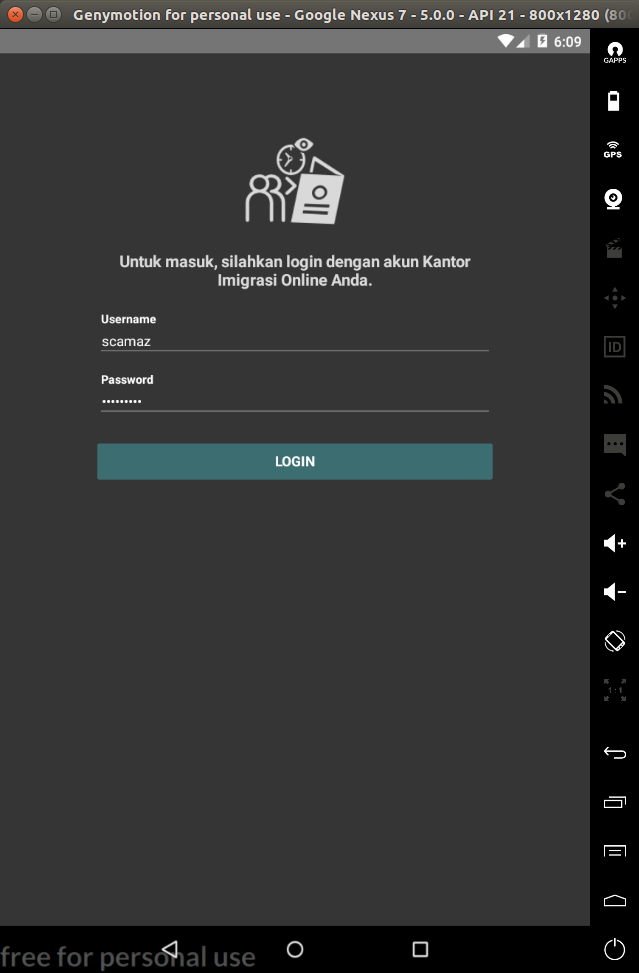 Genymotion for personal use - Google Nexus 7 - 5.0.0 - API 21 - 800x1280 (800
6:09
GAPPS
GPS
Untuk masuk, silahkan login dengan akun Kantor
Imigrasi Online Anda.
Username
scamaz
Password
•••••••••
LOGIN
ID
1:1
free for personal use